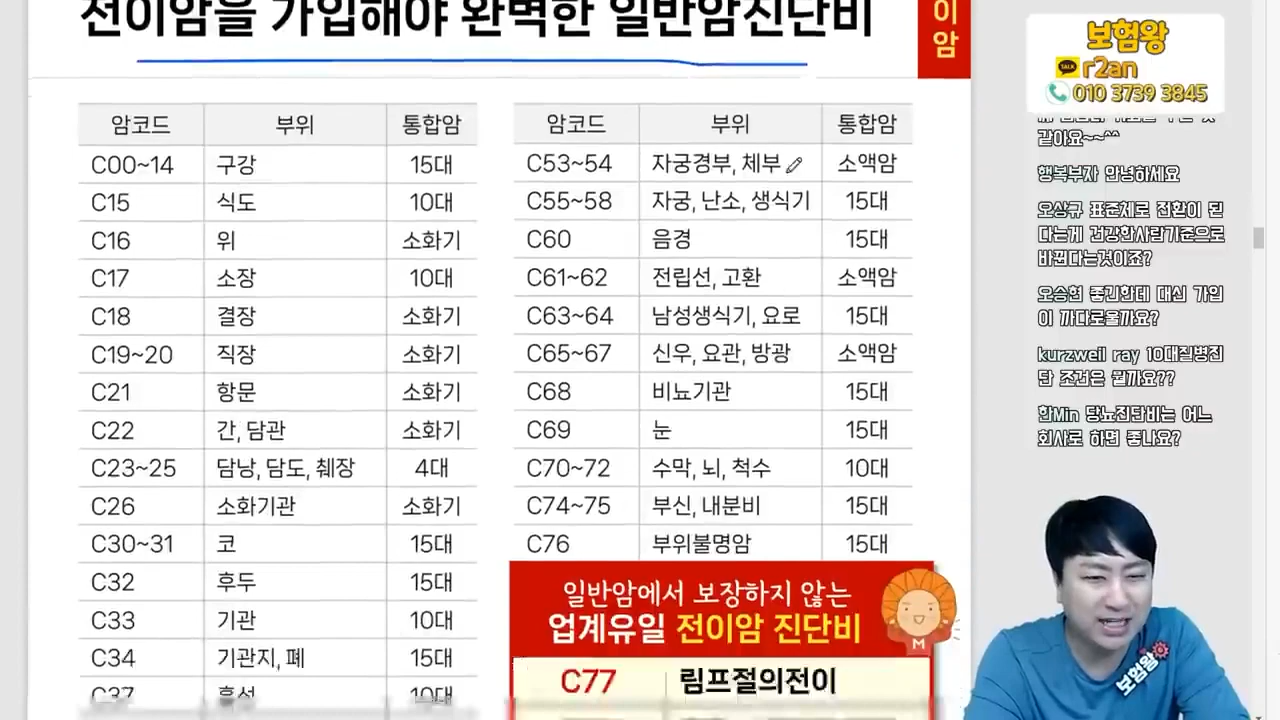 전이암을 가입해야 완벽한 일반암진단비
이
암
암코드 부위 통합암
C00~14 구강 15대
C15 식도 10대
C16 위 소화기
C17 소장 10대
C18 결장 소화기
C19~20 직장 소화기
C21 항문 소화기
C22 간, 담관 소화기
C23~25 담낭, 담도, 췌장 4대
C26 소화기관 소화기
C30~31 코 15대
C32 후두 15대
C33 기관 10대
C34 기관지, 폐 15대
C37 흉선 10대
암코드 부위 통합암
C53~54 자궁경부, 체부 소액암
C55~58 자궁, 난소, 생식기 15대
C60 음경 15대
C61~62 전립선, 고환 소액암
C63~64 남성생식기, 요로 15대
C65~67 신우, 요관, 방광 소액암
C68 비뇨기관 15대
C69 눈 15대
C70~72 수막, 뇌, 척수 10대
C74~75 부신, 내분비 15대
C76 부위불명암 15대
일반암에서 보장하지 않는
업계유일 전이암 진단비
M
C77 림프절의전이
보험왕
TALK r2an
010 3739 3845
같아요~~^^
행복부자 안녕하세요
오상규 표준체로 전환이 된
다는게 건강한사람기준으로
바뀐다는것이죠?
오승현 좋긴한데 대신 가입
이 까다로울까요?
kurzweil ray 10대질병진
단 조건은 뭘까요??
한Min 당뇨진단비는 어느
회사로 하면 좋나요?
보험왕